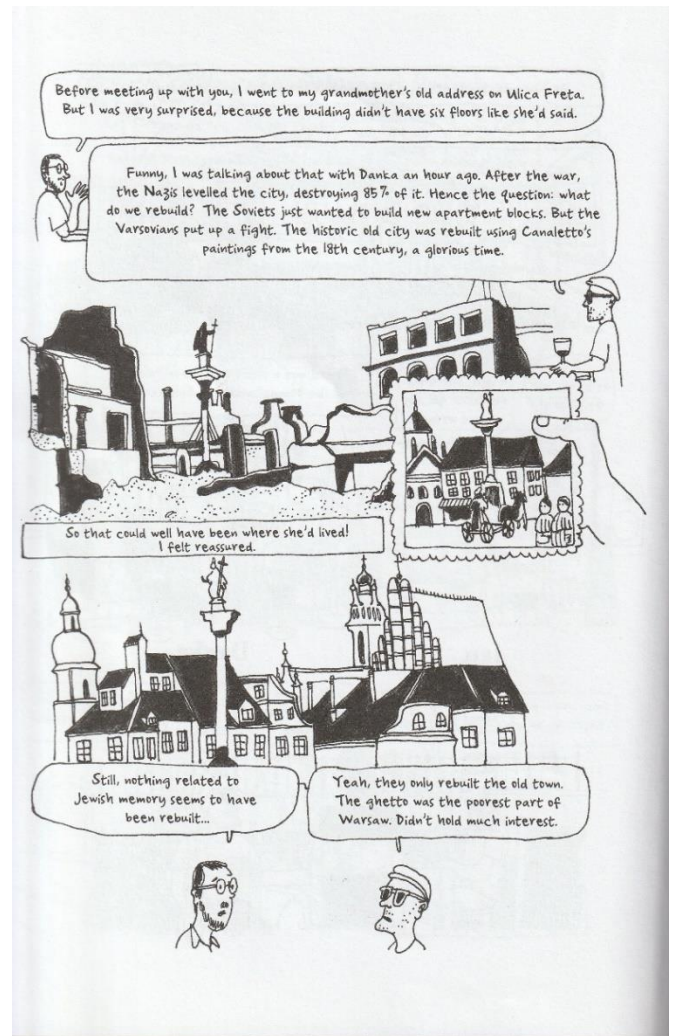 Before meeting up with you, I went to my grandmother's old address on Ulica Freta.
But I was very surprised, because the building didn't have six floors like she'd said.
Funny, I was talking about that with Danka an hour ago. After the war,
the Nazis levelled the city, destroying 85% of it. Hence the question: what
do we rebuild? The Soviets just wanted to build new apartment blocks. But the
Varsovians put up a fight. The historic old city was rebuilt using Canaletto's
paintings from the 18th century, a glorious time.
So that could well have been where she'd lived!
I felt reassured.
Still, nothing related to
Jewish memory seems to have
been rebuilt...
Yeah, they only rebuilt the old town.
The ghetto was the poorest part of
Warsaw. Didn't hold much interest.